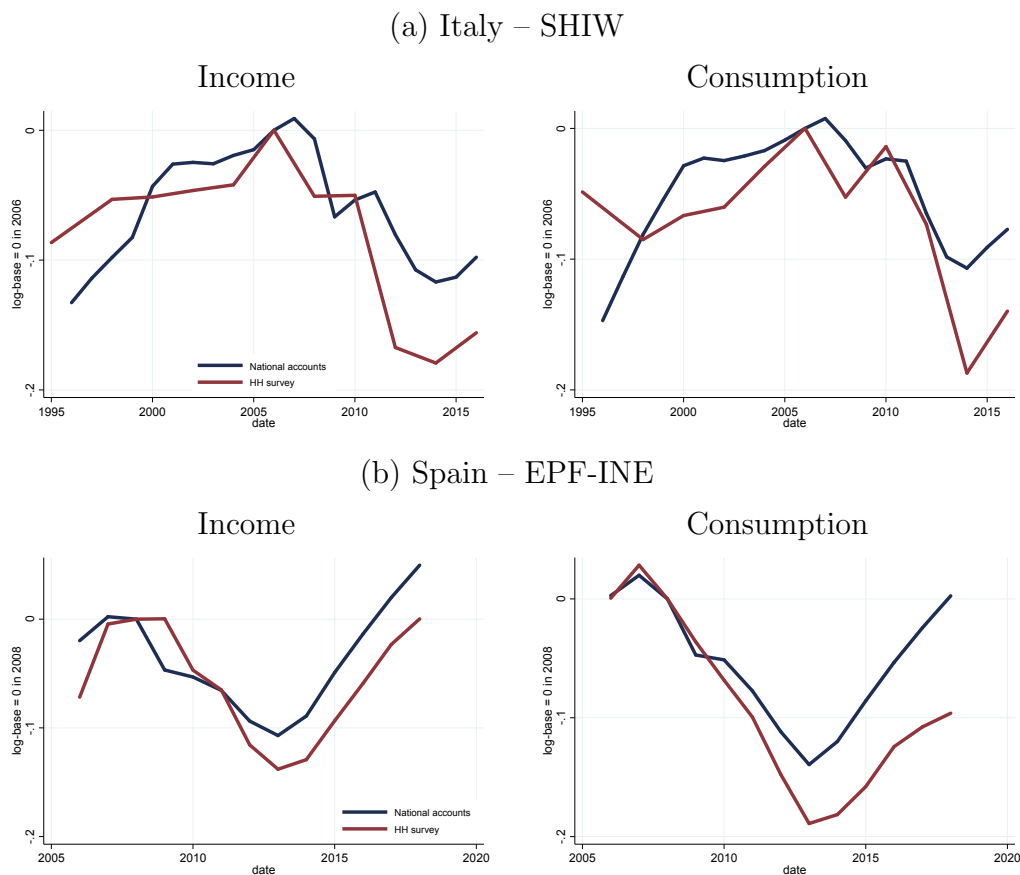 (a) Italy – SHIW
Income
Consumption
log-base = 0 in 2006
0
-.1
-.2
National accounts
HH survey
1995 2000 2005 2010 2015
date
log-base = 0 in 2006
0
-.1
-.2
1995 2000 2005 2010 2015
date
(b) Spain – EPF-INE
Income
Consumption
log-base = 0 in 2008
0
-.1
-.2
National accounts
HH survey
2005 2010 2015 2020
date
log-base = 0 in 2008
0
-.1
-.2
2005 2010 2015 2020
date